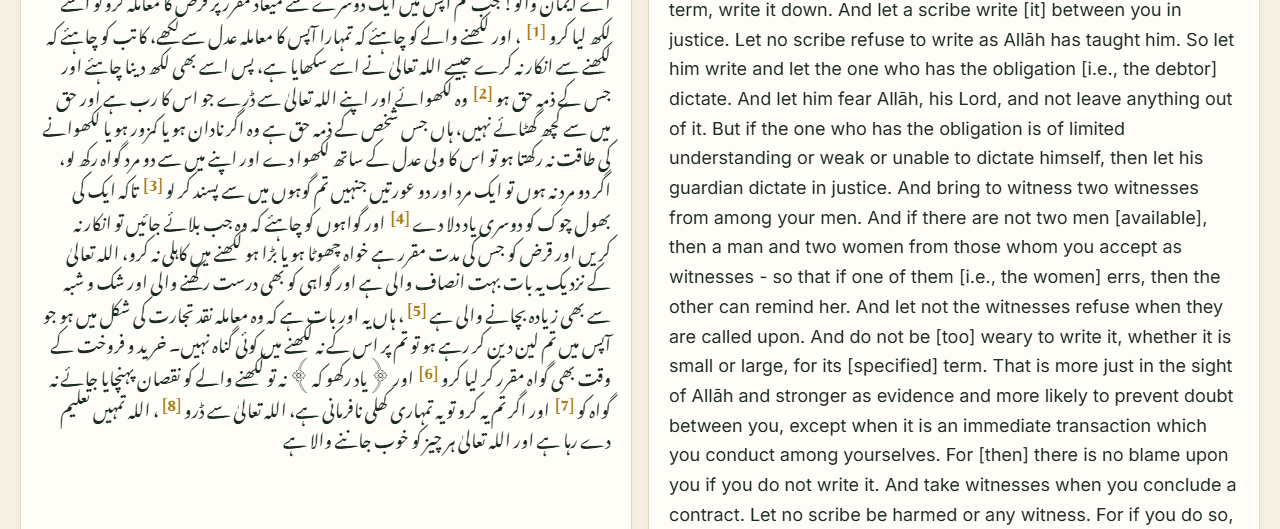 اے ایمان والو! جب تم آپس میں ایک دوسرے سے میعاد مقرر پر قرض کا معاملہ کرو تو اسے
لکھ لیا کرو [1] ، اور لکھنے والے کو چاہئے کہ تمہارا آپس کا معاملہ عدل سے لکھے، کاتب کو چاہئے کہ
لکھنے سے انکار نہ کرے جیسے اللہ تعالیٰ نے اسے سکھایا ہے، پس اسے بھی لکھ دینا چاہئے اور
جس کے ذمہ حق ہو [2] وہ لکھوائے اور اپنے اللہ تعالیٰ سے ڈرے جو اس کا رب ہے اور حق
میں سے کچھ گھٹائے نہیں، ہاں جس شخص کے ذمہ حق ہے وہ اگر نادان ہو یا کمزور ہو یا لکھوانے
کی طاقت نہ رکھتا ہو تو اس کا ولی عدل کے ساتھ لکھوا دے اور اپنے میں سے دو مرد گواہ رکھ لو،
اگر دو مرد نہ ہوں تو ایک مرد اور دو عورتیں جنہیں تم گوہوں میں سے پسند کر لو [3] تاکہ ایک کی
بھول چوک کو دوسری یاد دلا دے [4] اور گواہوں کو چاہئے کہ وہ جب بلائے جائیں تو انکار نہ
کریں اور قرض کو جس کی مدت مقرر ہے خواہ چھوٹا ہو یا بڑا ہو لکھنے میں کاہلی نہ کرو، اللہ تعالیٰ
کے نزدیک یہ بات بہت انصاف والی ہے اور گواہی کو بھی درست رکھنے والی اور شک و شبہ
سے بھی زیادہ بچانے والی ہے [5] ، ہاں یہ اور بات ہے کہ وہ معاملہ نقد تجارت کی شکل میں ہو جو
آپس میں تم لین دین کر رہے ہو تو تم پر اس کے نہ لکھنے میں کوئی گناہ نہیں۔ خرید و فروخت کے
وقت بھی گواہ مقرر کر لیا کرو [6] اور ﴿ یاد رکھو کہ ﴾ نہ تو لکھنے والے کو نقصان پہنچایا جائے نہ
گواہ کو [7] اور اگر تم یہ کرو تو یہ تمہاری کھلی نافرمانی ہے، اللہ تعالیٰ سے ڈرو [8] ، اللہ تمہیں تعلیم
دے رہا ہے اور اللہ تعالیٰ ہر چیز کو خوب جاننے والا ہے
term, write it down. And let a scribe write [it] between you in
justice. Let no scribe refuse to write as Allāh has taught him. So let
him write and let the one who has the obligation [i.e., the debtor]
dictate. And let him fear Allāh, his Lord, and not leave anything out
of it. But if the one who has the obligation is of limited
understanding or weak or unable to dictate himself, then let his
guardian dictate in justice. And bring to witness two witnesses
from among your men. And if there are not two men [available],
then a man and two women from those whom you accept as
witnesses - so that if one of them [i.e., the women] errs, then the
other can remind her. And let not the witnesses refuse when they
are called upon. And do not be [too] weary to write it, whether it is
small or large, for its [specified] term. That is more just in the sight
of Allāh and stronger as evidence and more likely to prevent doubt
between you, except when it is an immediate transaction which
you conduct among yourselves. For [then] there is no blame upon
you if you do not write it. And take witnesses when you conclude a
contract. Let no scribe be harmed or any witness. For if you do so,